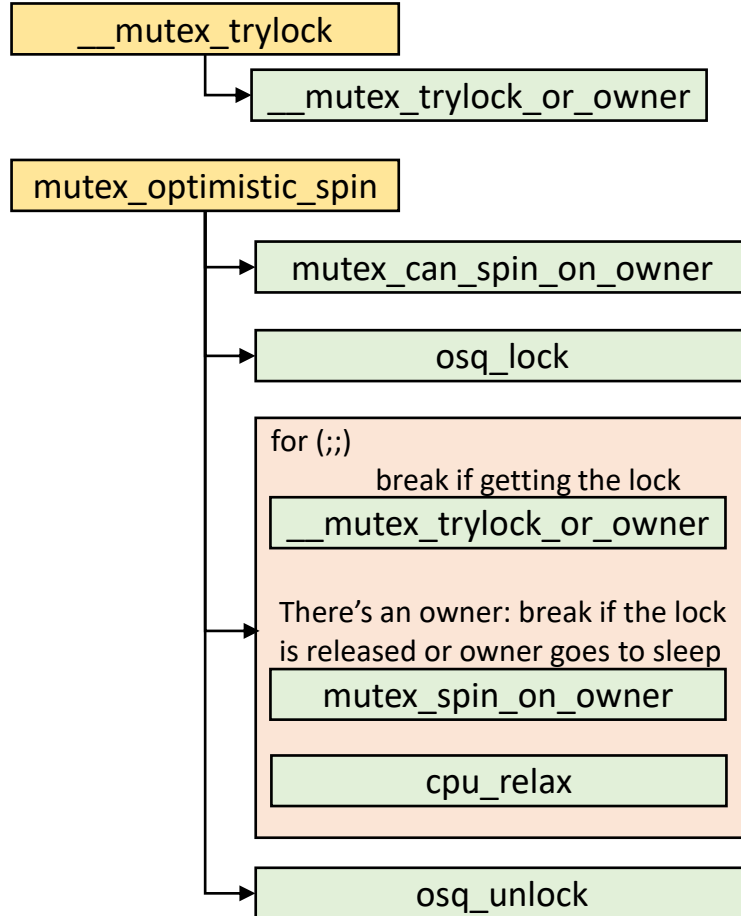 __mutex_trylock
__mutex_trylock_or_owner
mutex_optimistic_spin
mutex_can_spin_on_owner
osq_lock
for (;;)
break if getting the lock
__mutex_trylock_or_owner
There’s an owner: break if the lock
is released or owner goes to sleep
mutex_spin_on_owner
cpu_relax
osq_unlock